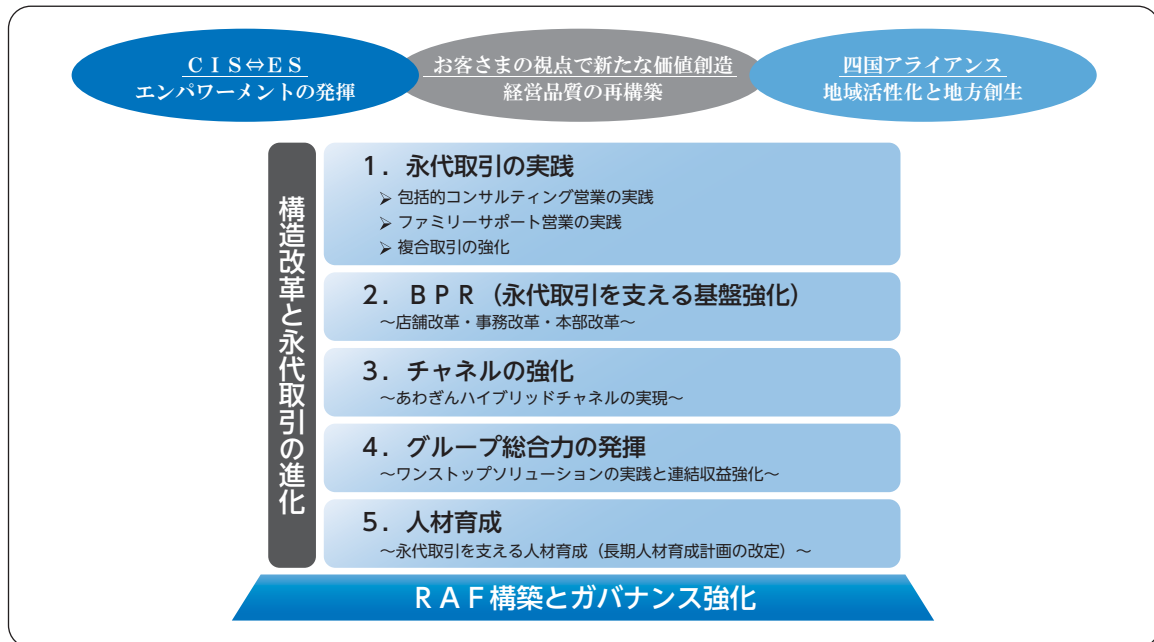 ＣＩＳ⇔ＥＳ
エンパワーメントの発揮
お客さまの視点で新たな価値創造
経営品質の再構築
四国アライアンス
地域活性化と地方創生
構造改革と永代取引の進化
１．永代取引の実践
➢ 包括的コンサルティング営業の実践
➢ ファミリーサポート営業の実践
➢ 複合取引の強化
２．ＢＰＲ（永代取引を支える基盤強化）
～店舗改革・事務改革・本部改革～
３．チャネルの強化
～あわぎんハイブリッドチャネルの実現～
４．グループ総合力の発揮
～ワンストップソリューションの実践と連結収益強化～
５．人材育成
～永代取引を支える人材育成（長期人材育成計画の改定）～
ＲＡＦ構築とガバナンス強化